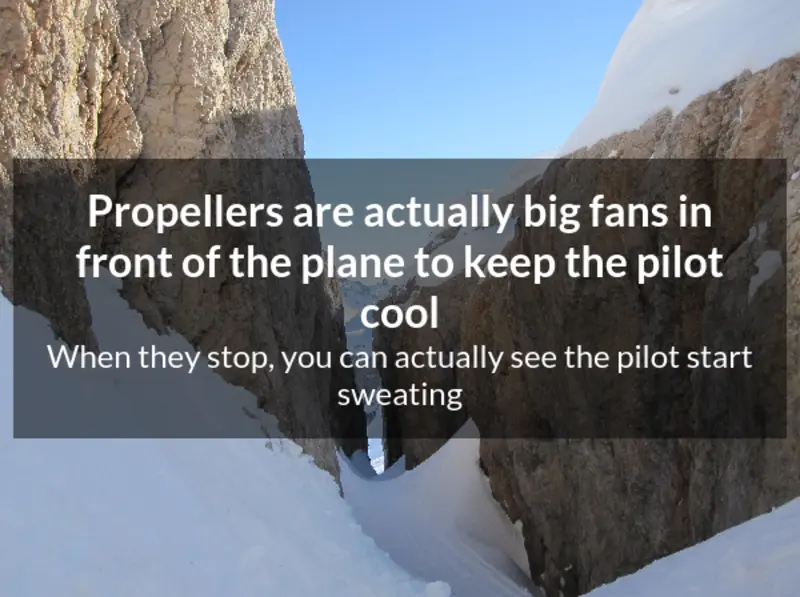 Propellers are actually big fans in
front of the plane to keep the pilot
cool
When they stop, you can actually see the pilot start
sweating